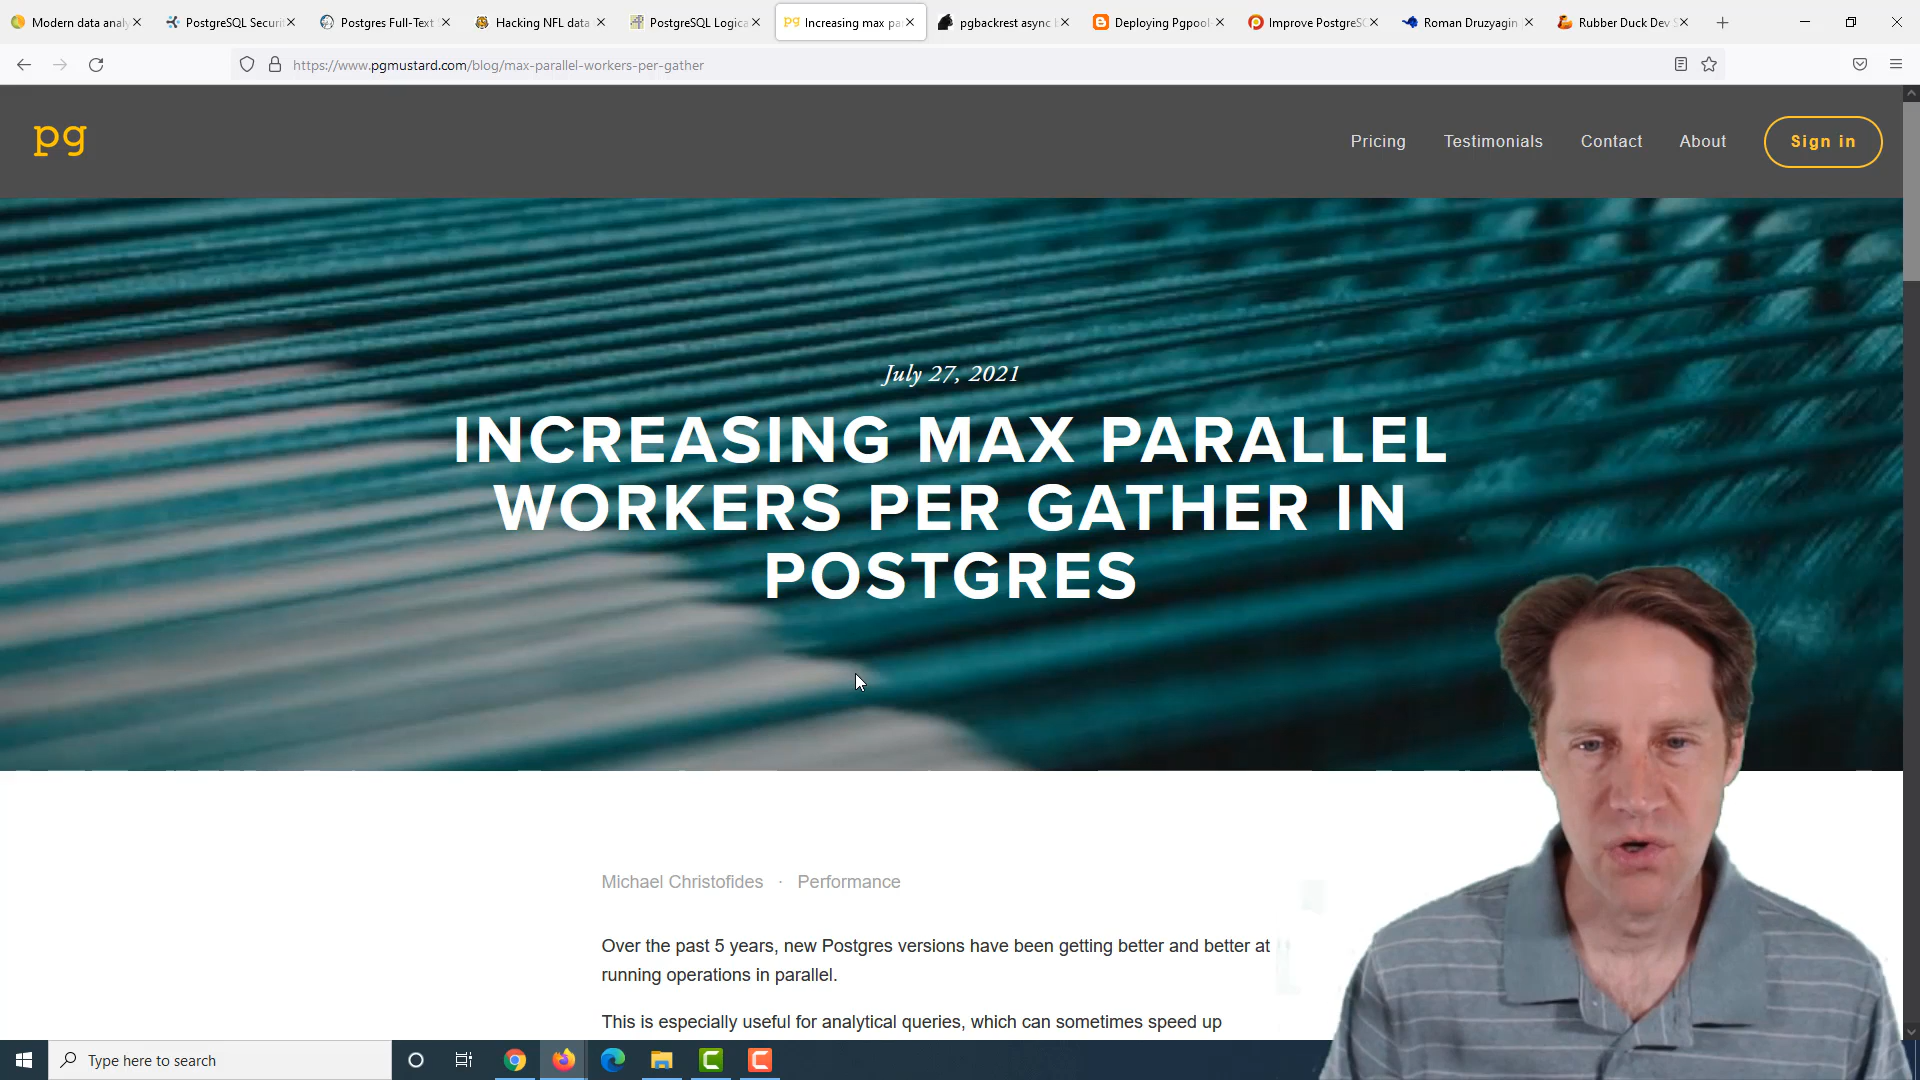 Modern data analy
PostgreSQL Securit
Postgres Full-Text
Hacking NFL data
PostgreSQL Logica
pg Increasing max pa
pgbackrest async
Deploying Pgpool-
Improve PostgreSQ
Roman Druzyagin
Rubber Duck Dev S
https://www.pgmustard.com/blog/max-parallel-workers-per-gather
pg
Pricing
Testimonials
Contact
About
Sign in
July 27, 2021
INCREASING MAX PARALLEL
WORKERS PER GATHER IN
POSTGRES
Michael Christofides · Performance
Over the past 5 years, new Postgres versions have been getting better and better at
running operations in parallel.
This is especially useful for analytical queries, which can sometimes speed up
Type here to search